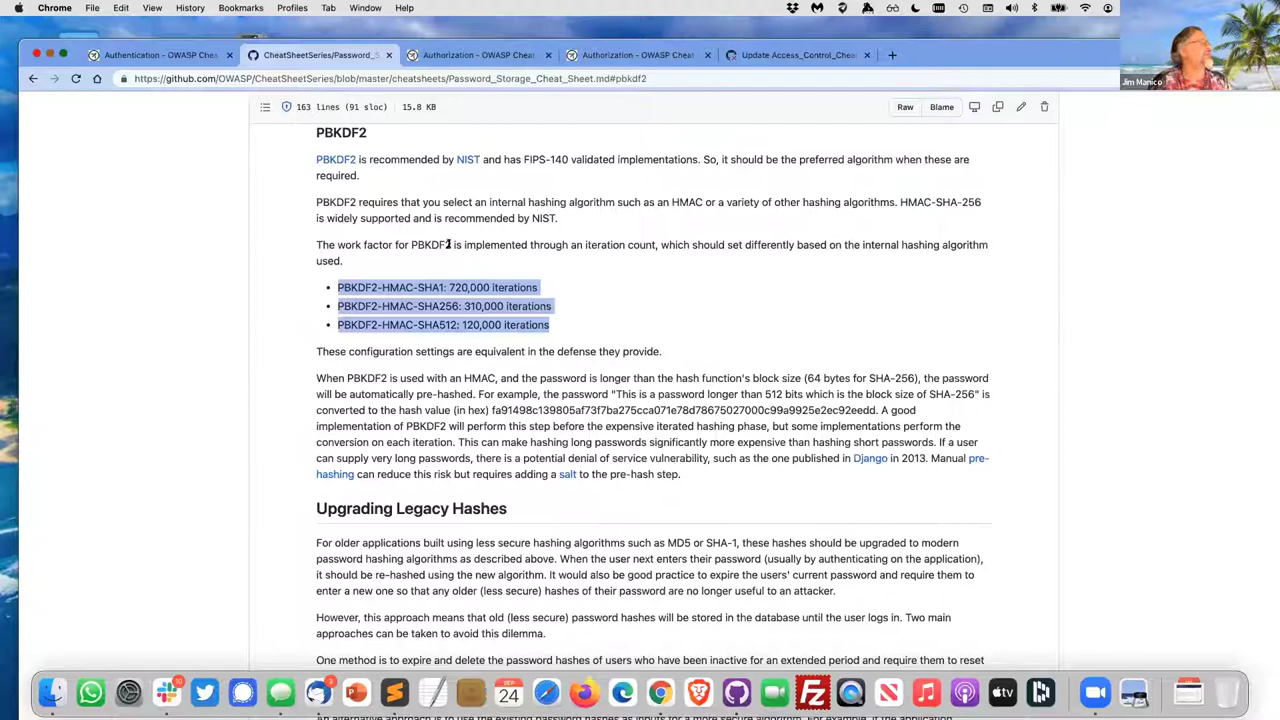 Chrome File Edit View History Bookmarks Profiles Tab Window Help
Authentication - OWASP Chea
CheatSheetSeries/Password_S
Authorization - OWASP Cheat
Authorization - OWASP Cheat
Update Access_Control_Cheat
https://github.com/OWASP/CheatSheetSeries/blob/master/cheatsheets/Password_Storage_Cheat_Sheet.md#pbkdf2
Jim Manico
163 lines (91 sloc) 15.8 KB
Raw Blame
PBKDF2
PBKDF2 is recommended by NIST and has FIPS-140 validated implementations. So, it should be the preferred algorithm when these are
required.
PBKDF2 requires that you select an internal hashing algorithm such as an HMAC or a variety of other hashing algorithms. HMAC-SHA-256
is widely supported and is recommended by NIST.
The work factor for PBKDF2 is implemented through an iteration count, which should set differently based on the internal hashing algorithm
used.
• PBKDF2-HMAC-SHA1: 720,000 iterations
• PBKDF2-HMAC-SHA256: 310,000 iterations
• PBKDF2-HMAC-SHA512: 120,000 iterations
These configuration settings are equivalent in the defense they provide.
When PBKDF2 is used with an HMAC, and the password is longer than the hash function's block size (64 bytes for SHA-256), the password
will be automatically pre-hashed. For example, the password "This is a password longer than 512 bits which is the block size of SHA-256" is
converted to the hash value (in hex) fa91498c139805af73f7ba275cca071e78d78675027000c99a9925e2ec92eedd. A good
implementation of PBKDF2 will perform this step before the expensive iterated hashing phase, but some implementations perform the
conversion on each iteration. This can make hashing long passwords significantly more expensive than hashing short passwords. If a user
can supply very long passwords, there is a potential denial of service vulnerability, such as the one published in Django in 2013. Manual pre-
hashing can reduce this risk but requires adding a salt to the pre-hash step.
Upgrading Legacy Hashes
For older applications built using less secure hashing algorithms such as MD5 or SHA-1, these hashes should be upgraded to modern
password hashing algorithms as described above. When the user next enters their password (usually by authenticating on the application),
it should be re-hashed using the new algorithm. It would also be good practice to expire the users' current password and require them to
enter a new one so that any older (less secure) hashes of their password are no longer useful to an attacker.
However, this approach means that old (less secure) password hashes will be stored in the database until the user logs in. Two main
approaches can be taken to avoid this dilemma.
One method is to expire and delete the password hashes of users who have been inactive for an extended period and require them to reset
SEP
24
tv